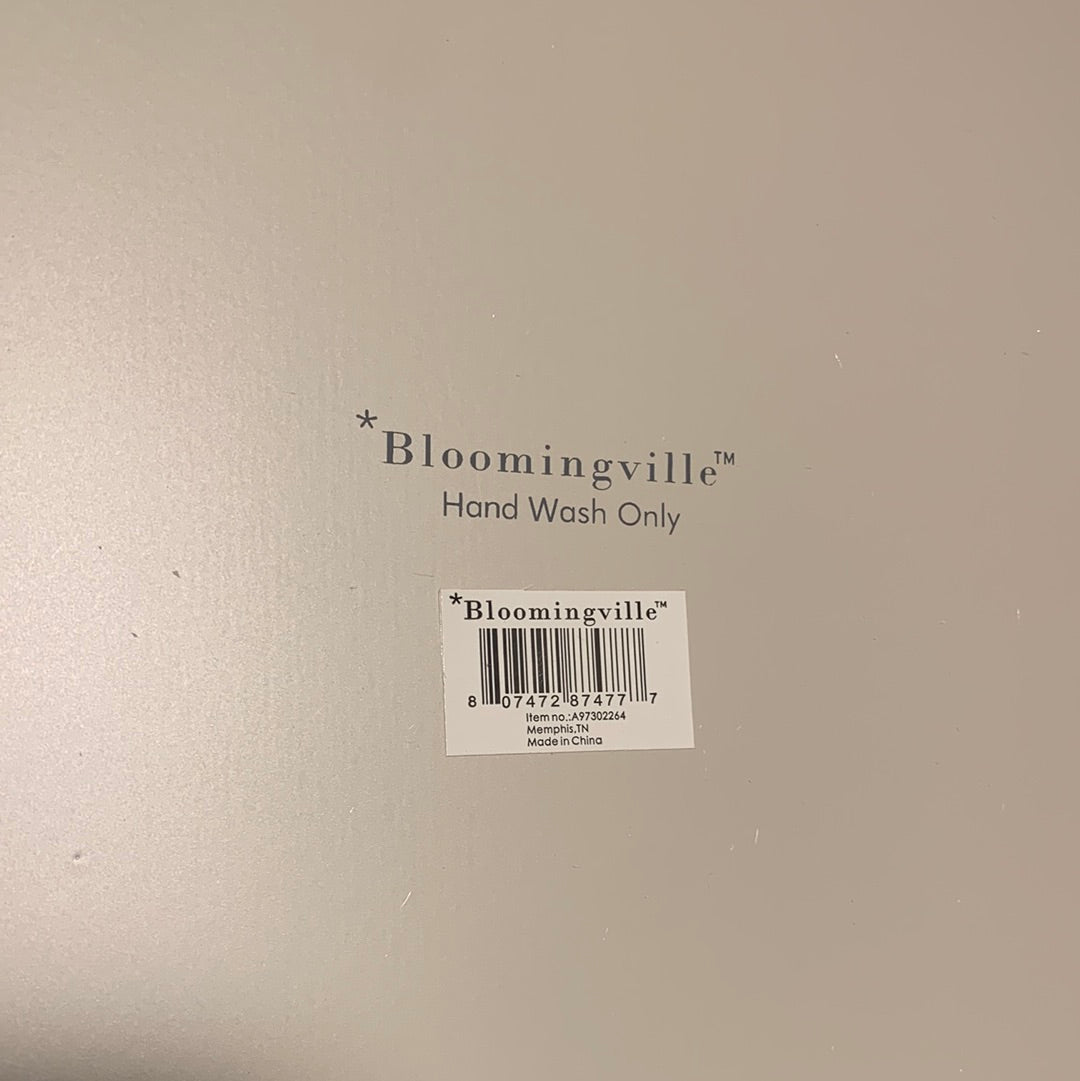 *Bloomingville™
Hand Wash Only
*Bloomingville™
8 07472 87477 7
Item no.:A97302264
Memphis,TN
Made in China